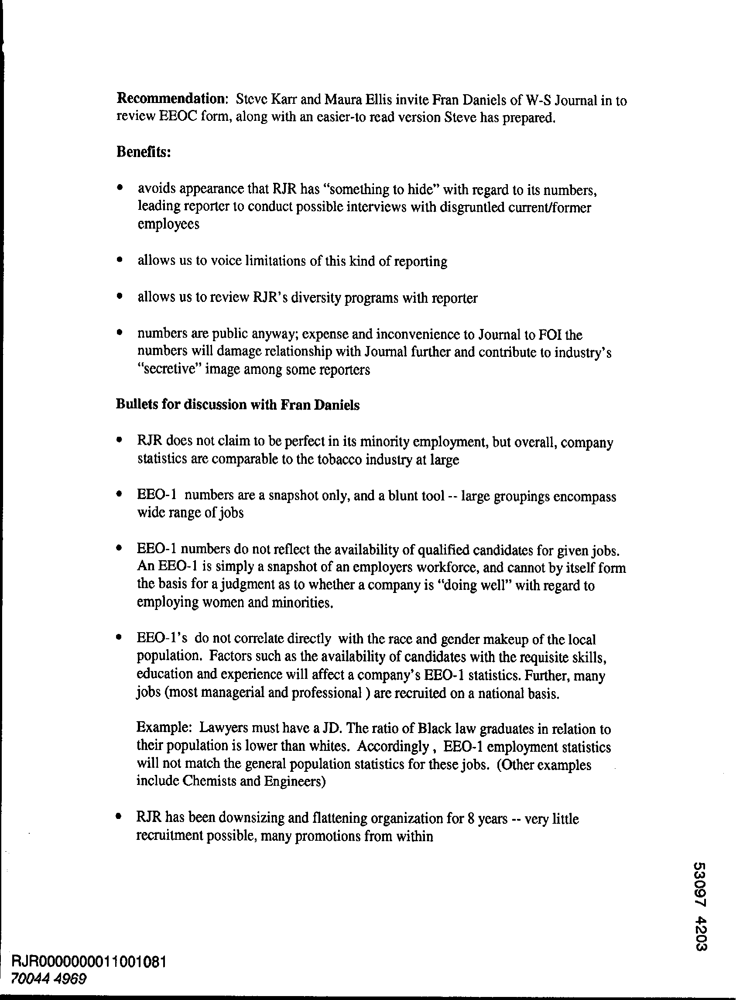 Recommendation: Steve Karr and Maura Ellis invite Fran Daniels of W-S Journal in to
review EEOC form, along with an easier-to read version Steve has prepared.
Benefits:
• avoids appearance that RJR has “something to hide” with regard to its numbers,
leading reporter to conduct possible interviews with disgruntled current/former
employees
• allows us to voice limitations of this kind of reporting
• allows us to review RJR's diversity programs with reporter
• numbers are public anyway; expense and inconvenience to Journal to FOI the
numbers will damage relationship with Journal further and contribute to industry's
“secretive” image among some reporters
Bullets for discussion with Fran Daniels
• RJR does not claim to be perfect in its minority employment, but overall, company
statistics are comparable to the tobacco industry at large
• EEO-1 numbers are a snapshot only, and a blunt tool -- large groupings encompass
wide range of jobs
• EEO-1 numbers do not reflect the availability of qualified candidates for given jobs.
An EEO-1 is simply a snapshot of an employers workforce, and cannot by itself form
the basis for a judgment as to whether a company is “doing well” with regard to
employing women and minorities.
• EEO-1's do not correlate directly with the race and gender makeup of the local
population. Factors such as the availability of candidates with the requisite skills,
education and experience will affect a company's EEO-1 statistics. Further, many
jobs (most managerial and professional ) are recruited on a national basis.
Example: Lawyers must have a JD. The ratio of Black law graduates in relation to
their population is lower than whites. Accordingly , EEO-1 employment statistics
will not match the general population statistics for these jobs. (Other examples
include Chemists and Engineers)
• RJR has been downsizing and flattening organization for 8 years -- very little
recruitment possible, many promotions from within
53097 4203
RJR0000000011001081
70044 4969